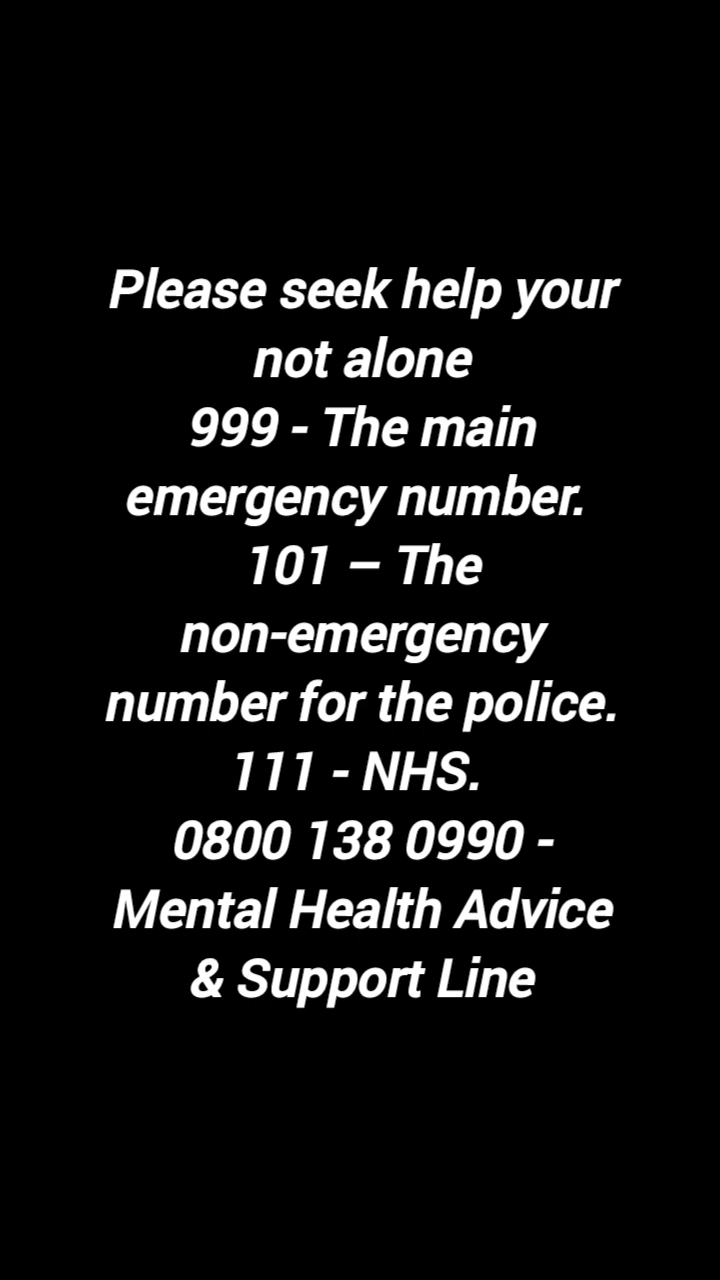 Please seek help your
not alone
999 - The main
emergency number.
101 – The
non-emergency
number for the police.
111 - NHS.
0800 138 0990 -
Mental Health Advice
& Support Line